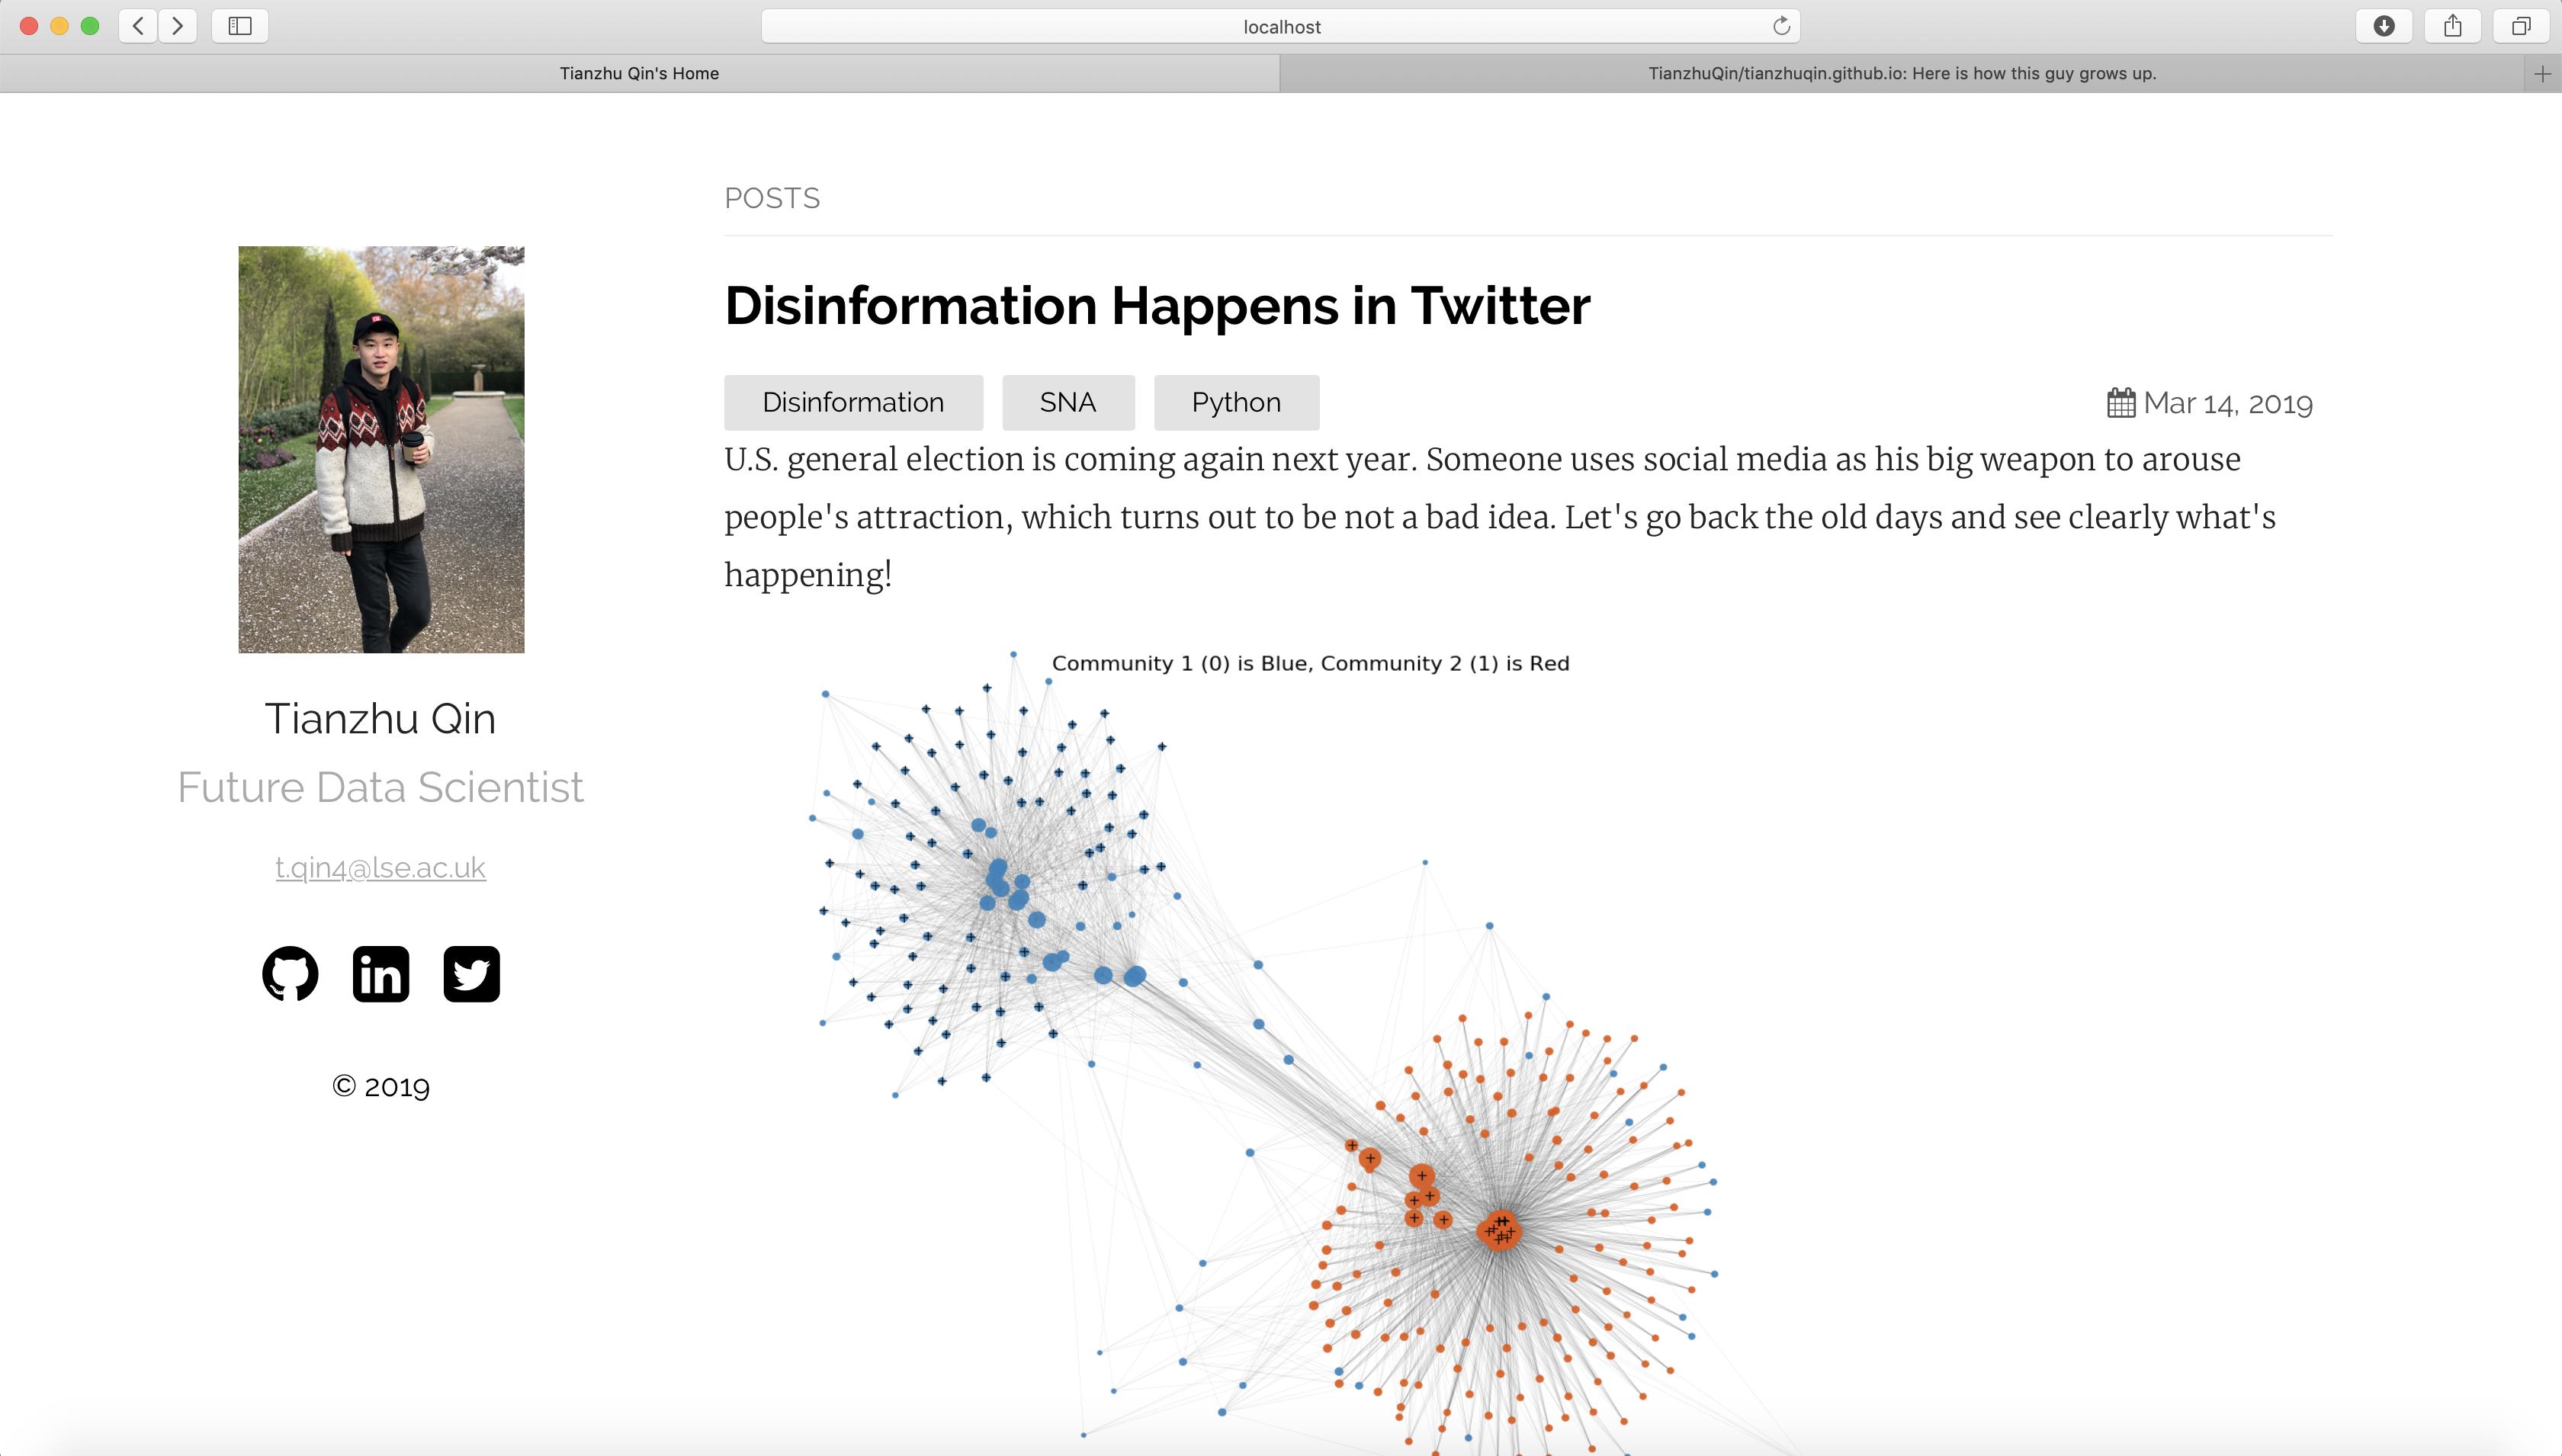 localhost
Tianzhu Qin's Home
TianzhuQin/tianzhuqin.github.io: Here is how this guy grows up.
POSTS
Disinformation Happens in Twitter
Disinformation SNA Python
Mar 14, 2019
U.S. general election is coming again next year. Someone uses social media as his big weapon to arouse
people's attraction, which turns out to be not a bad idea. Let's go back the old days and see clearly what's
happening!
Community 1 (0) is Blue, Community 2 (1) is Red
Tianzhu Qin
Future Data Scientist
t.qin4@lse.ac.uk
in
© 2019